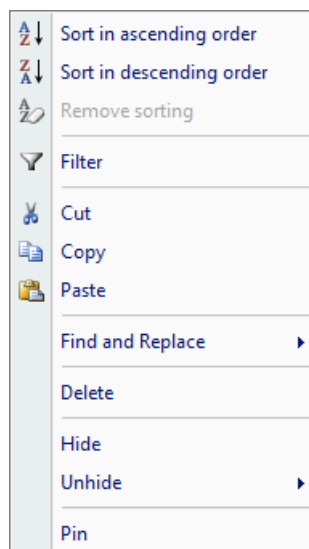 Sort in ascending order
Sort in descending order
Remove sorting
Filter
Cut
Copy
Paste
Find and Replace
Delete
Hide
Unhide
Pin